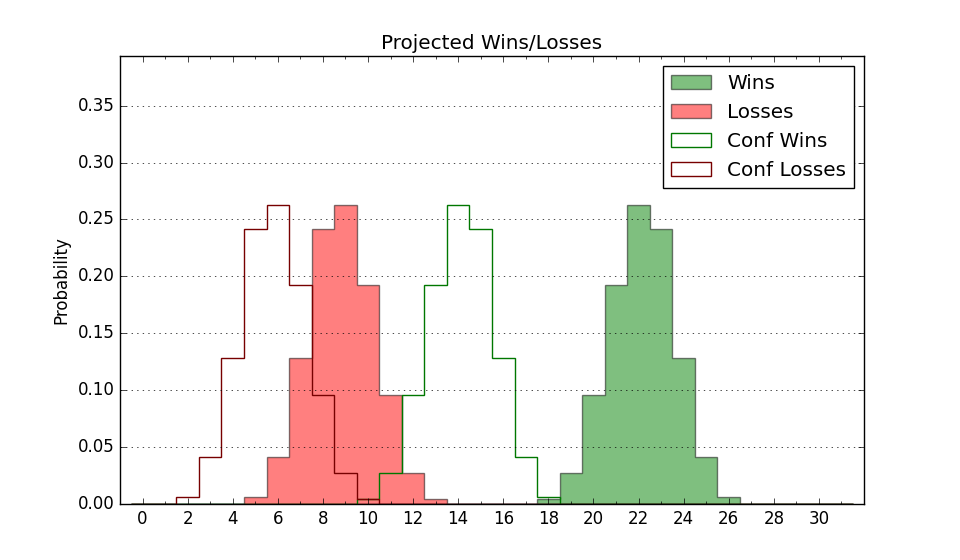 Projected Wins/Losses
Wins
Losses
Conf Wins
Conf Losses
Probability
0.35
0.30
0.25
0.20
0.15
0.10
0.05
0.00
0 2 4 6 8 10 12 14 16 18 20 22 24 26 28 30